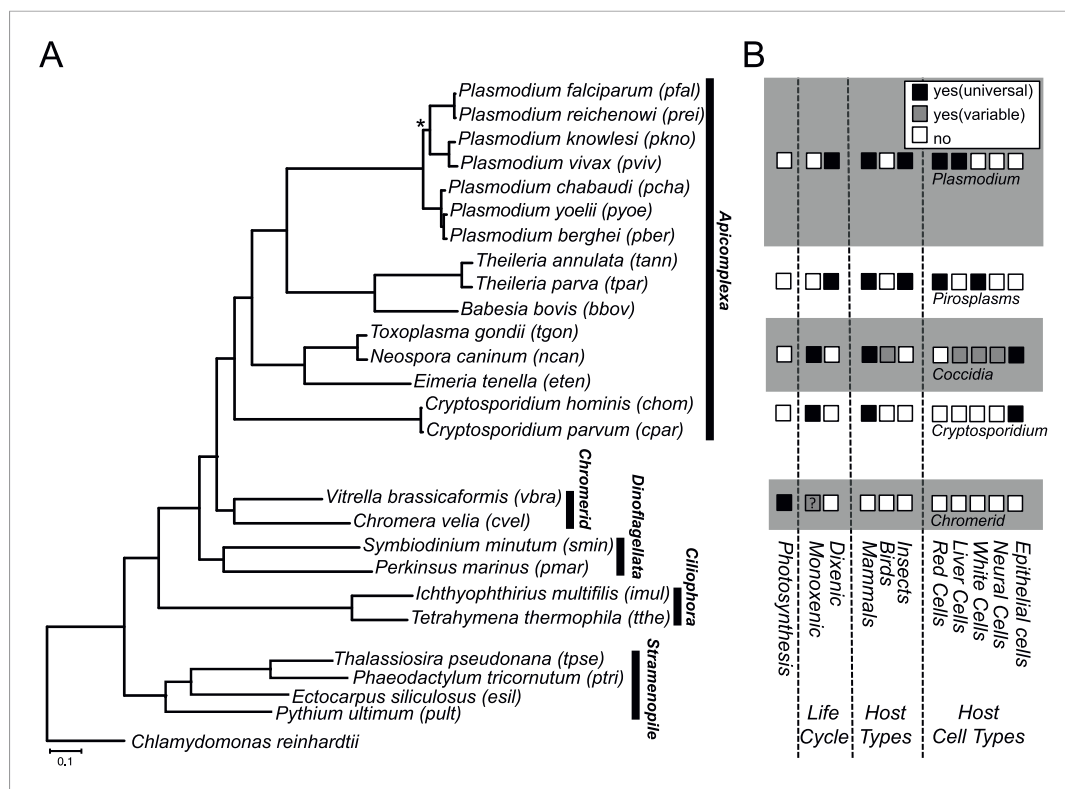 A
B
Plasmodium falciparum (pfal)
Plasmodium reichenowi (prei)
*
Plasmodium knowlesi (pkno)
Plasmodium vivax (pviv)
Plasmodium chabaudi (pcha)
Plasmodium yoelii (pyoe)
Plasmodium berghei (pber)
Theileria annulata (tann)
Theileria parva (tpar)
Babesia bovis (bbov)
Toxoplasma gondii (tgon)
Neospora caninum (ncan)
Eimeria tenella (eten)
Cryptosporidium hominis (chom)
Cryptosporidium parvum (cpar)
Vitrella brassicaformis (vbra)
Chromera velia (cvel)
Symbiodinium minutum (smin)
Perkinsus marinus (pmar)
Ichthyophthirius multifilis (imul)
Tetrahymena thermophila (tthe)
Thalassiosira pseudonana (tpse)
Phaeodactylum tricornutum (ptri)
Ectocarpus siliculosus (esil)
Pythium ultimum (pult)
Chlamydomonas reinhardtii
0.1
Apicomplexa
Chromerid
Dinoflagellata
Ciliophora
Stramenopile
yes(universal)
yes(variable)
no
Plasmodium
Pirosplasms
Coccidia
Cryptosporidium
?
Chromerid
Photosynthesis
Monoxenic
Dixenic
Mammals
Birds
Insects
Red Cells
Liver Cells
White Cells
Neural Cells
Epithelial cells
Life
Cycle
Host
Types
Host
Cell Types